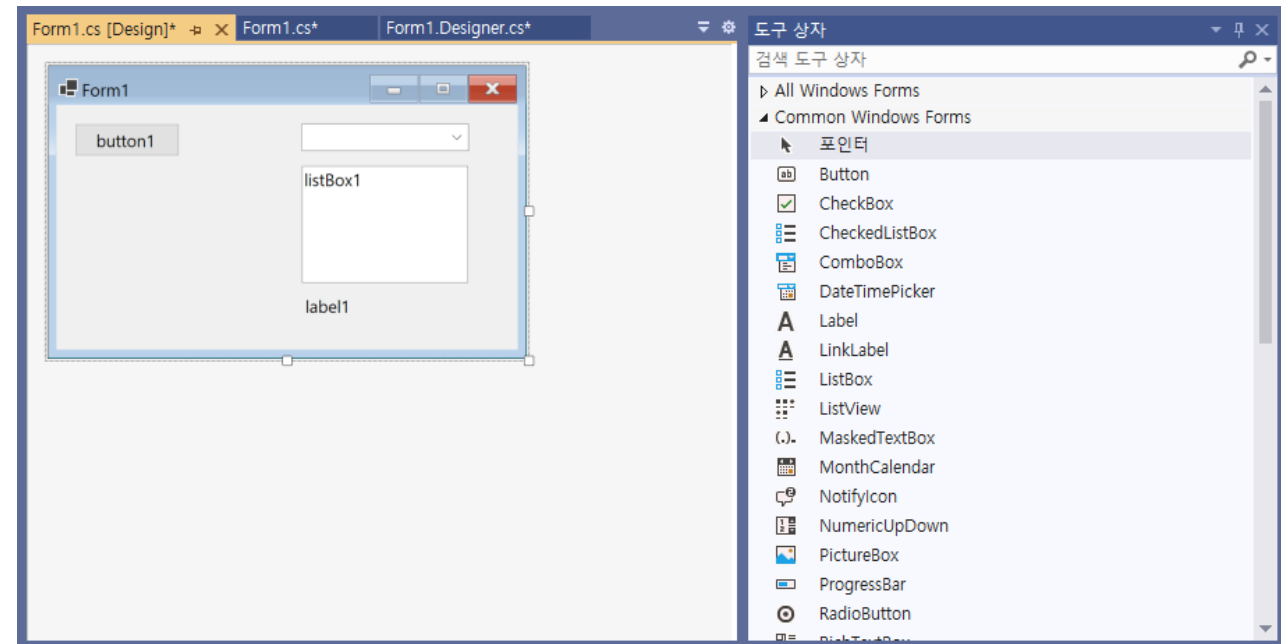 Form1.cs [Design]*
Form1.cs*
Form1.Designer.cs*
Form1
button1
listBox1
label1
도구 상자
검색 도구 상자
All Windows Forms
Common Windows Forms
포인터
Button
CheckBox
CheckedListBox
ComboBox
DateTimePicker
Label
LinkLabel
ListBox
ListView
MaskedTextBox
MonthCalendar
NotifyIcon
NumericUpDown
PictureBox
ProgressBar
RadioButton